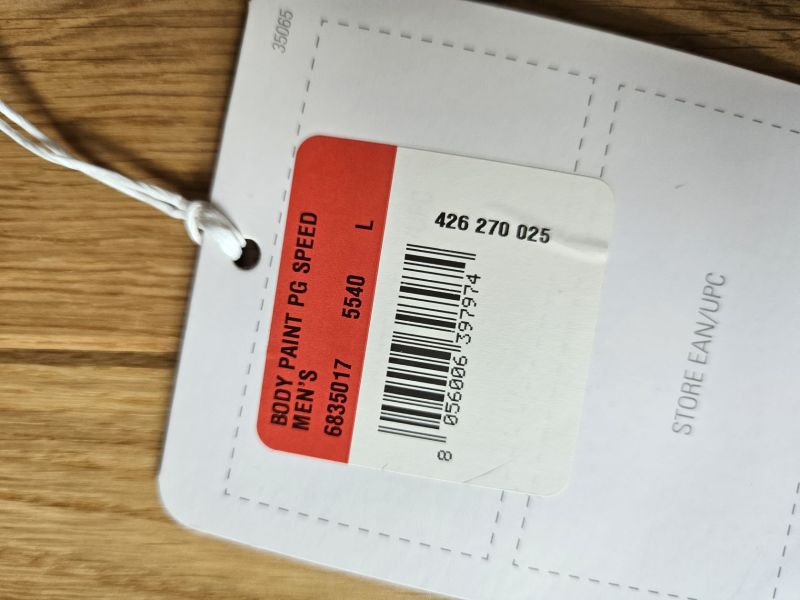 35065
BODY PAINT PG SPEED
MEN'S
6835017 5540 L
426 270 025
8 056006 397974
STORE EAN/UPC